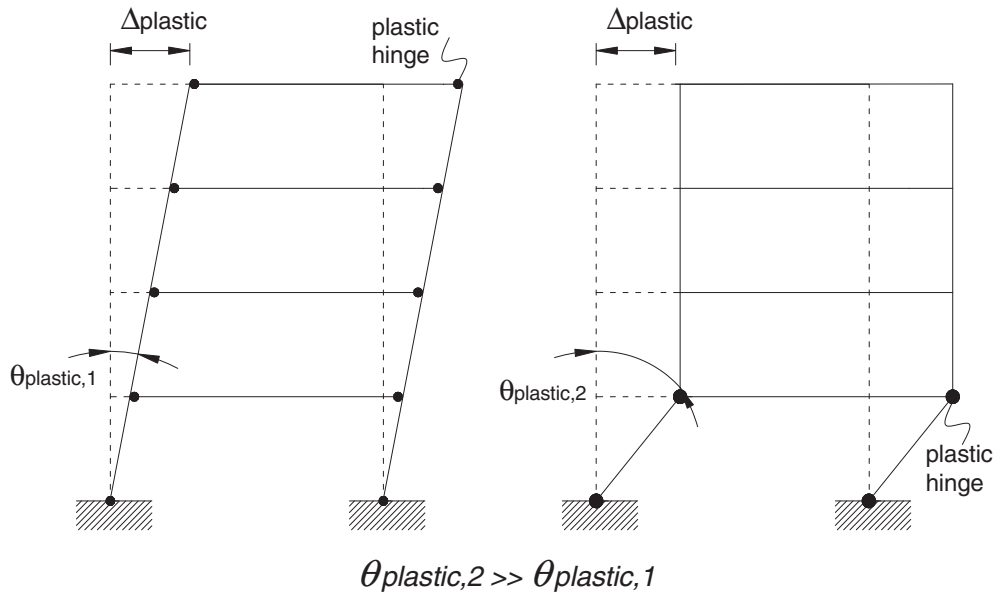 Δplastic
plastic
hinge
θplastic,1
Δplastic
θplastic,2
plastic
hinge
θplastic,2 >> θplastic,1